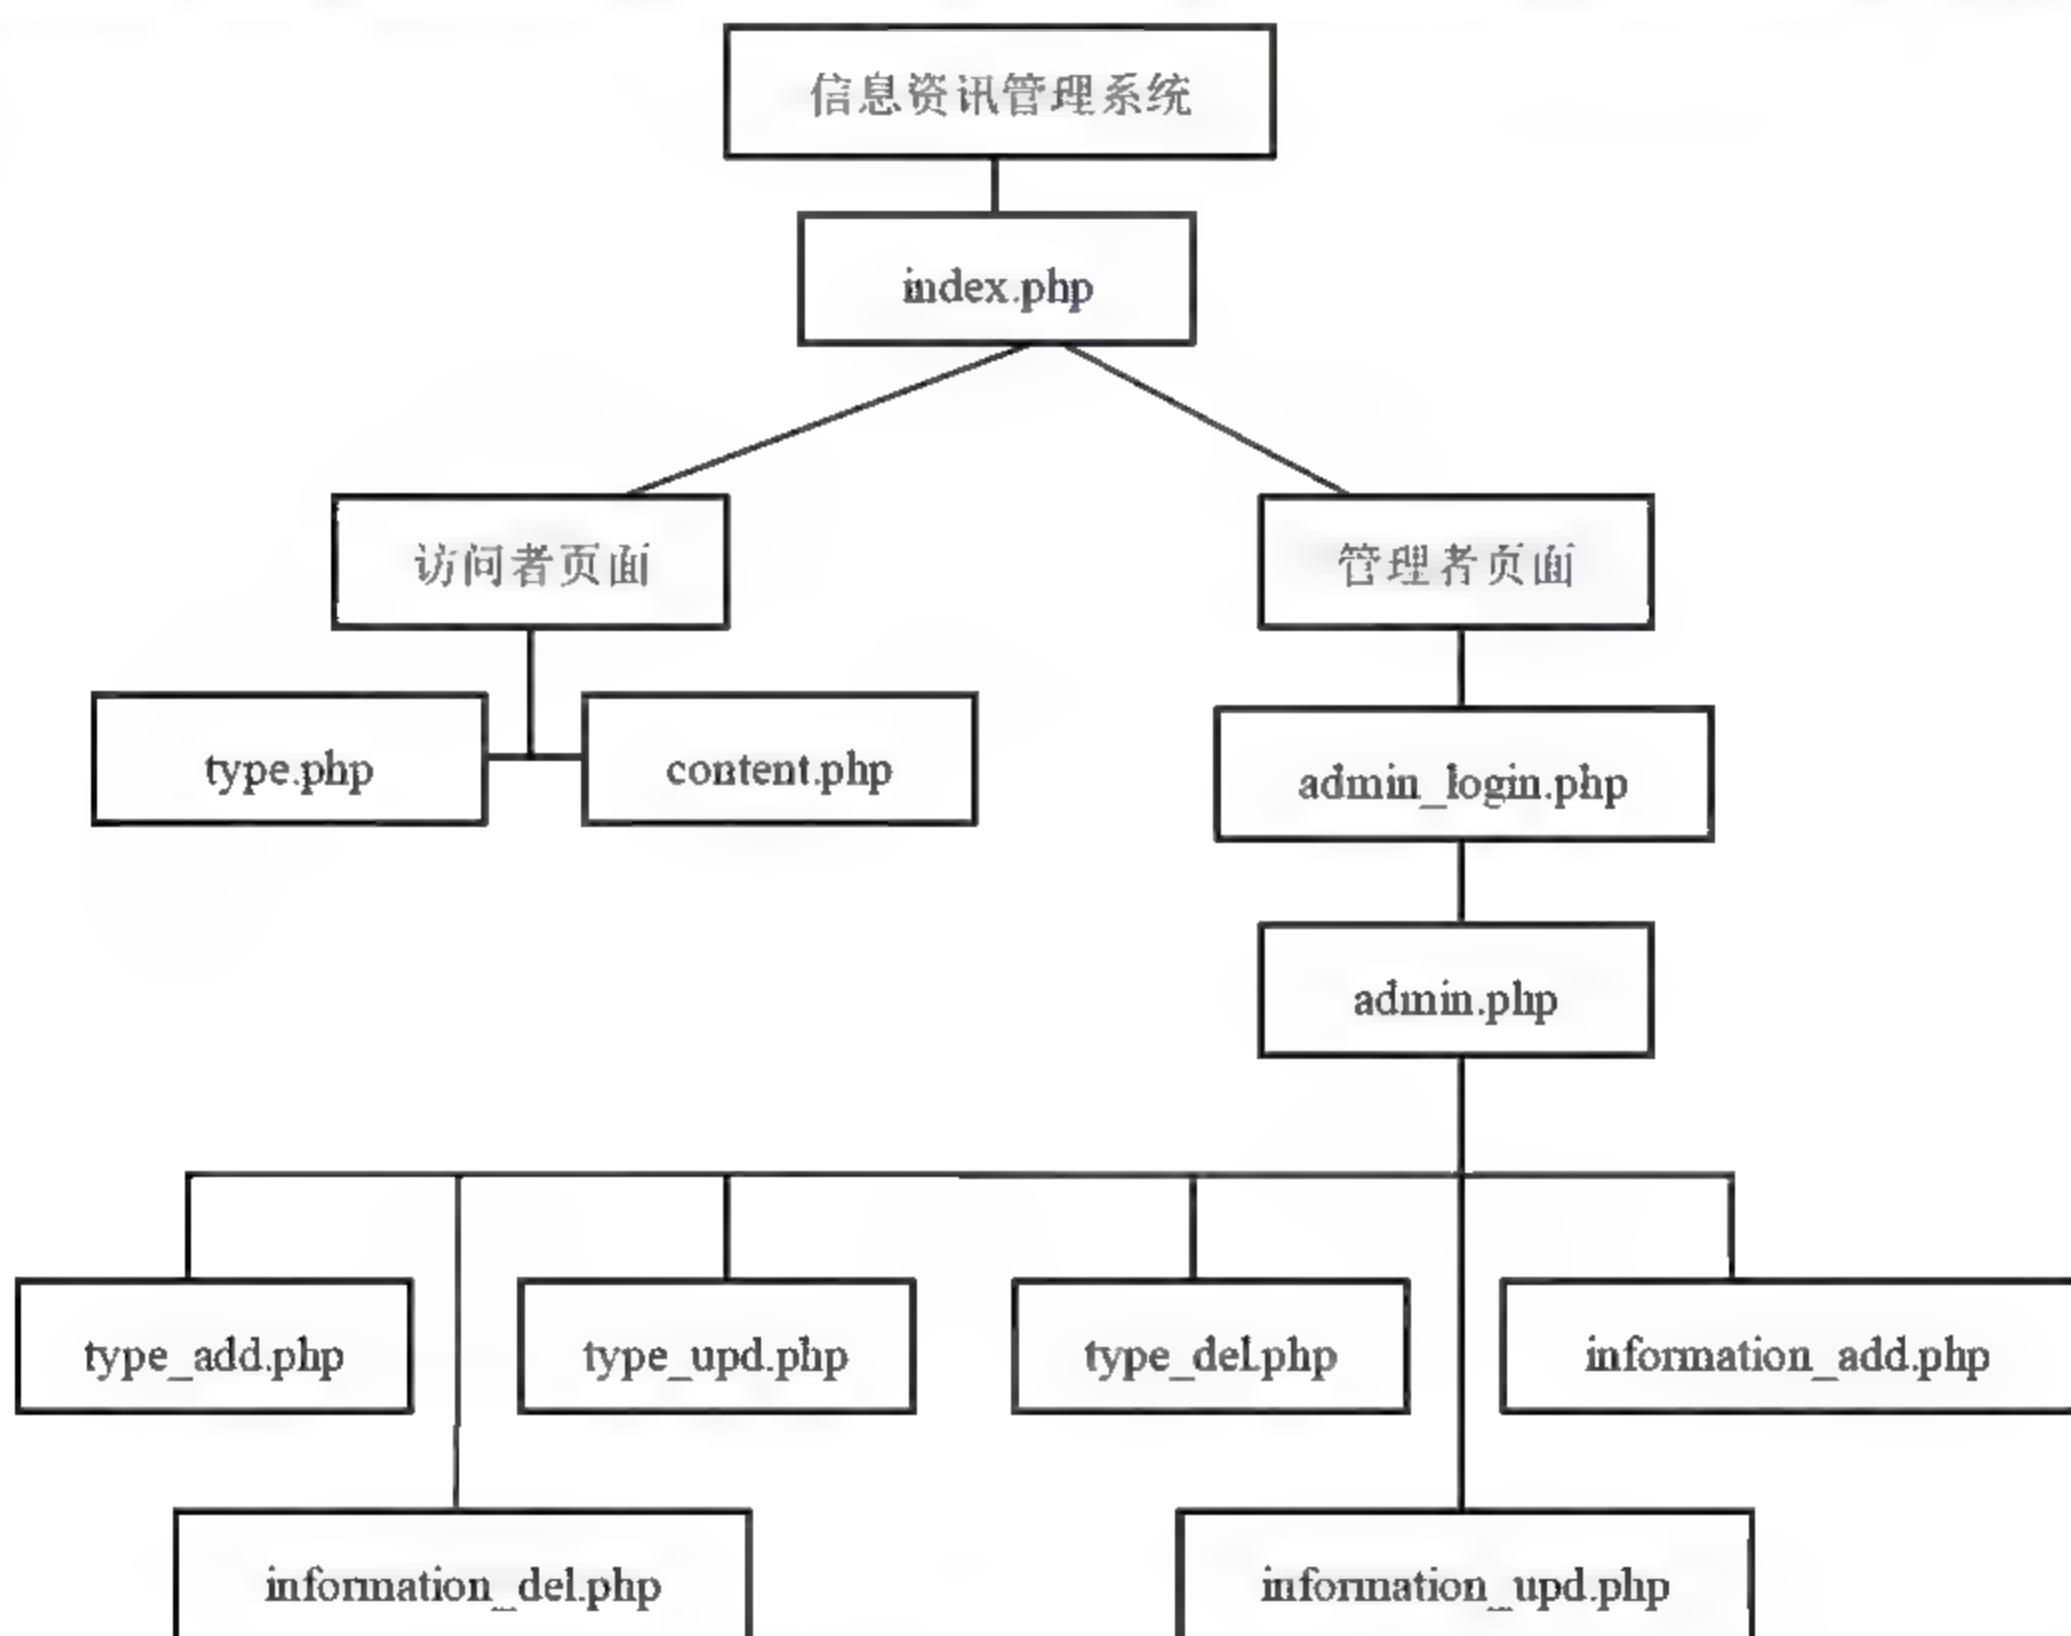 信息资讯管理系统
index.php
访问者页面
管理者页面
type.php
content.php
admin_login.php
admin.php
type_add.php
type_upd.php
type_del.php
information_add.php
information_del.php
information_upd.php